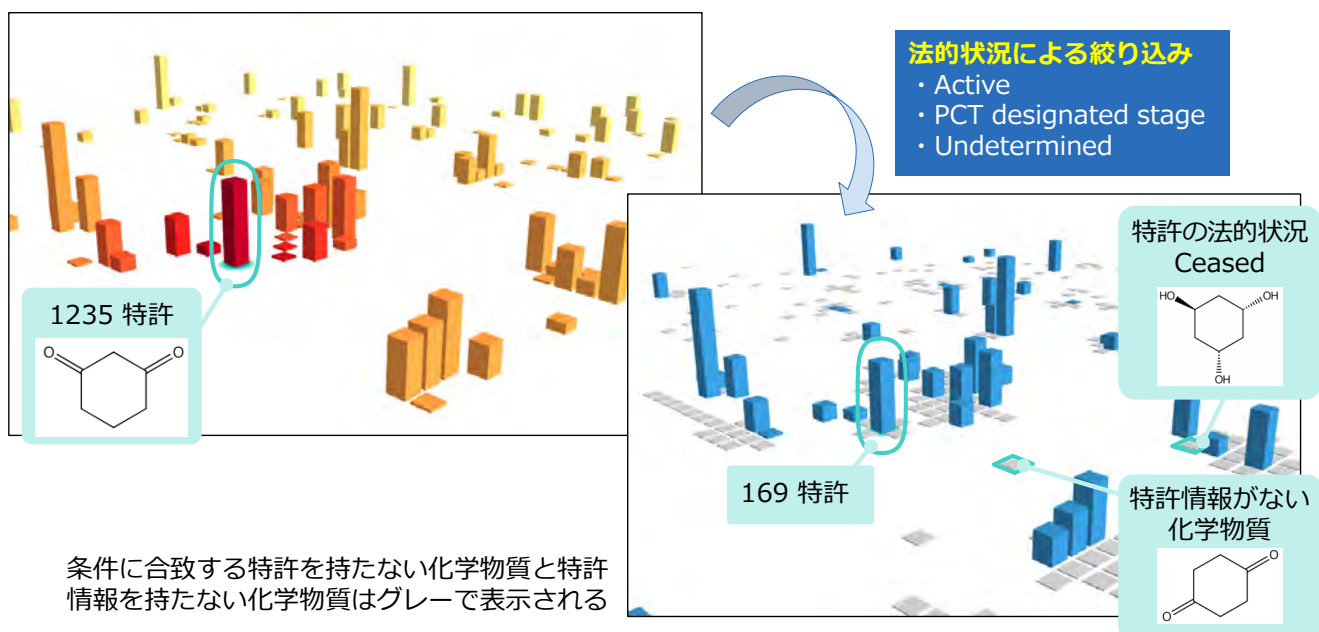 法的状況による絞り込み
・Active
・PCT designated stage
・Undetermined
1235 特許
O
O
特許の法的状況
Ceased
HO
OH
OH
169 特許
特許情報がない
化学物質
O
O
条件に合致する特許を持たない化学物質と特許
情報を持たない化学物質はグレーで表示される